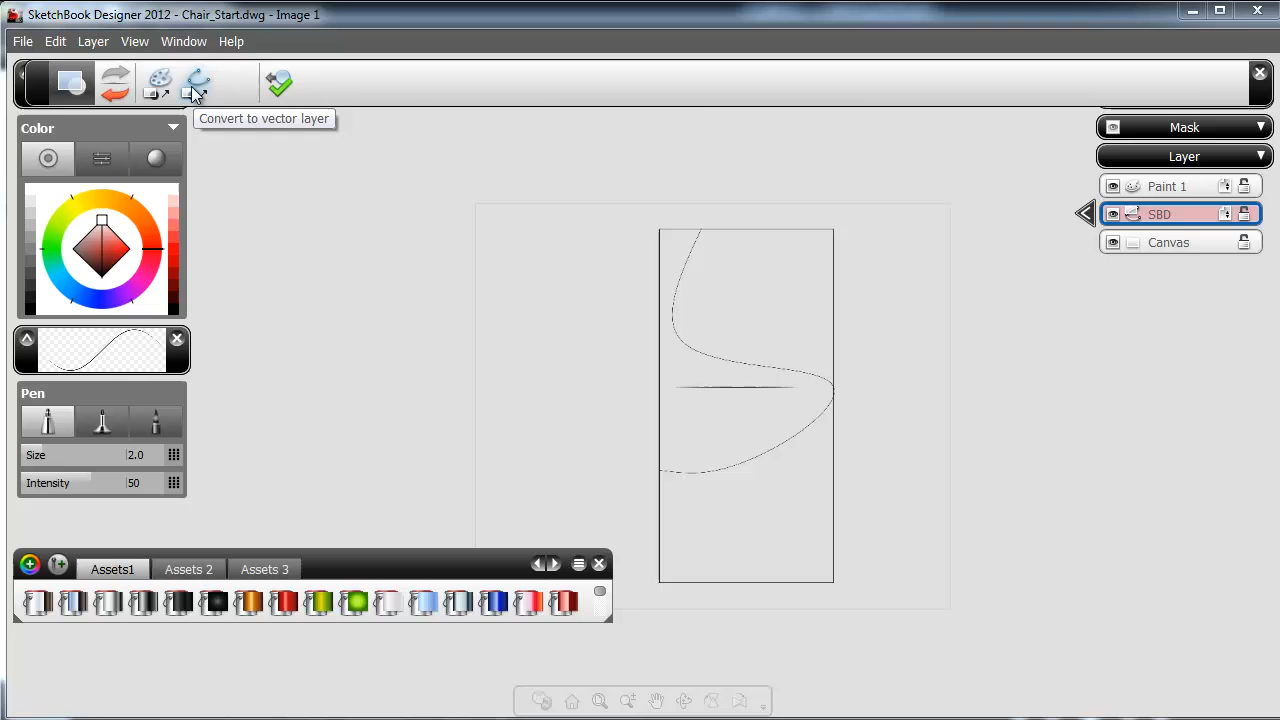 SketchBook Designer 2012 - Chair_Start.dwg - Image 1
File Edit Layer View Window Help
Convert to vector layer
Color
Mask
Layer
Paint 1
SBD
Canvas
Pen
Size 2.0
Intensity 50
Assets1 Assets 2 Assets 3